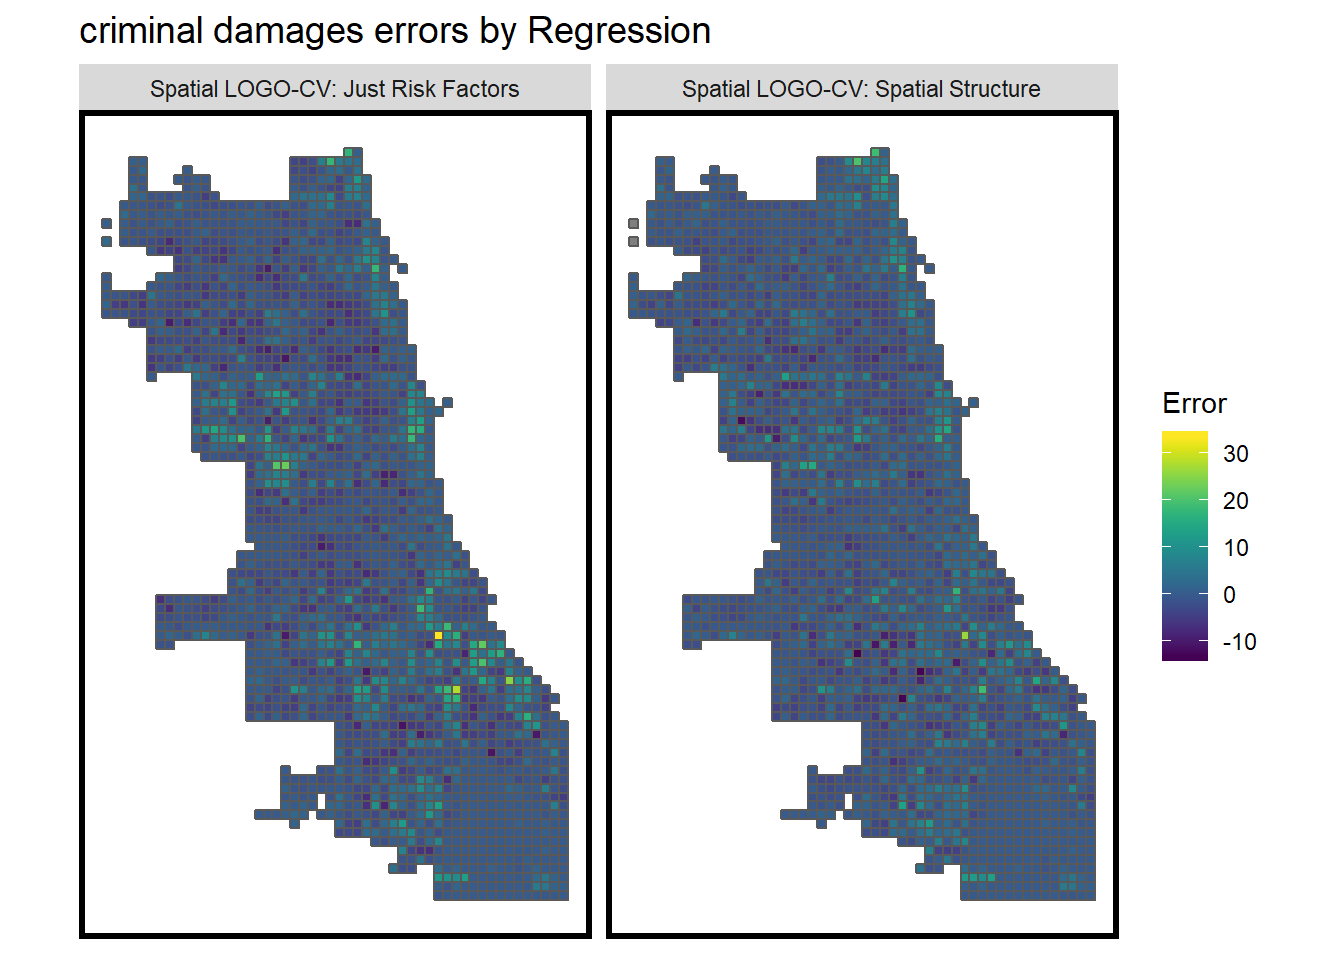 criminal damages errors by Regression
Spatial LOGO-CV: Just Risk Factors
Spatial LOGO-CV: Spatial Structure
Error
30
20
10
0
-10